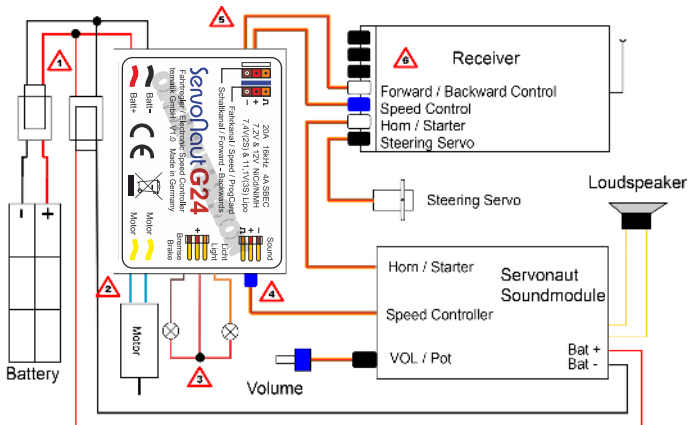 5
1
6
Receiver
Forward / Backward Control
Speed Control
Horn / Starter
Steering Servo
Batt-
Batt+
ServoNaut G24
Fahrtregler / Electronic Speed Controller
tematik GmbH V1.0 Made in Germany
20A 16kHz 4A SBEC
7,2V & 12V NiCd/NiMH
7,4V(2S) & 11,1V(3S) Lipo
Fahrkanal / Speed / ProgCard
Schaltkanal / Forward - Backwards
- +
CE
Motor
Motor
Bremse
Brake
+
Light
Licht
+ -
Sound
Steering Servo
Loudspeaker
- +
Battery
2
Motor
3
4
Volume
Horn / Starter
Servonaut
Soundmodule
Speed Controller
VOL / Pot
Bat +
Bat -